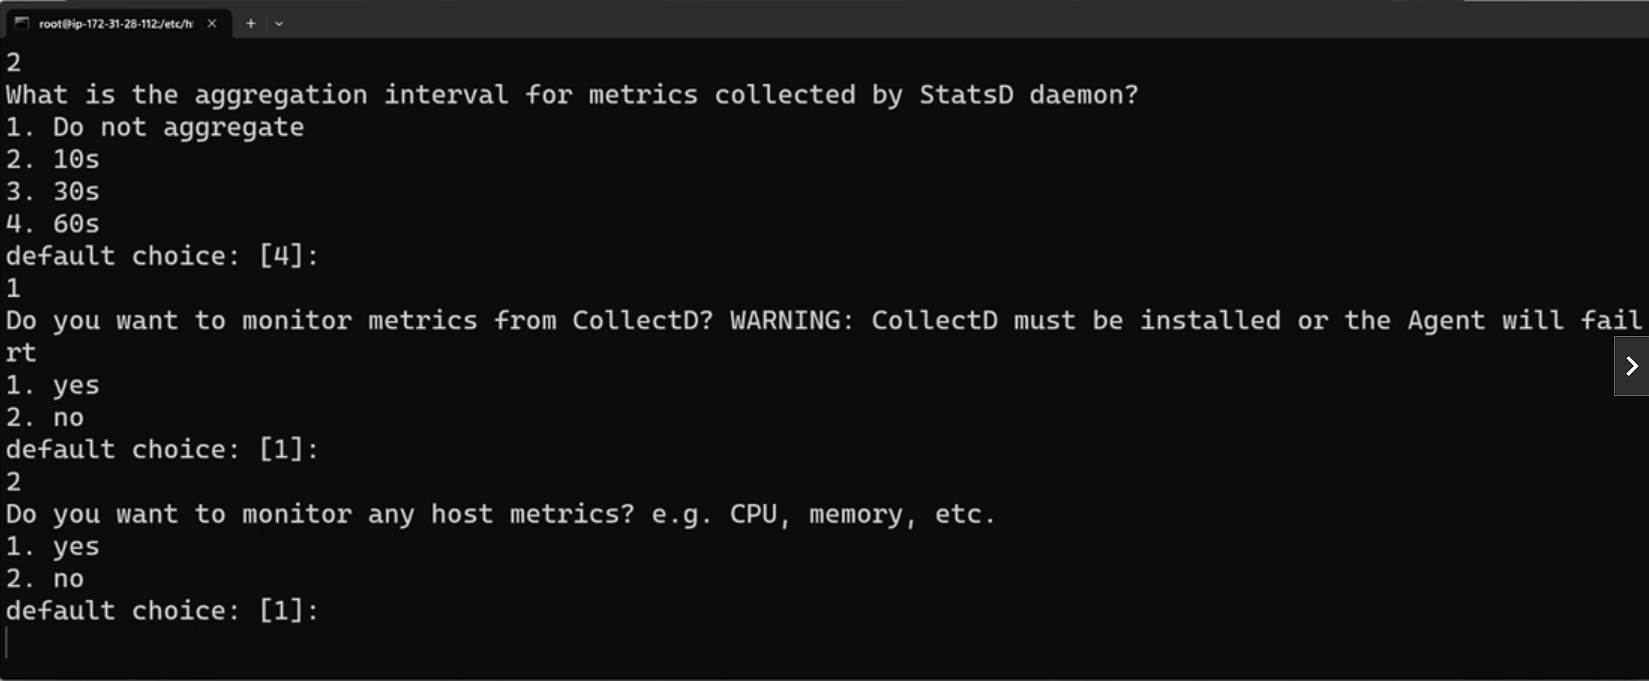 root@ip-172-31-28-112:/etc/h
2
What is the aggregation interval for metrics collected by StatsD daemon?
1. Do not aggregate
2. 10s
3. 30s
4. 60s
default choice: [4]:
1
Do you want to monitor metrics from CollectD? WARNING: CollectD must be installed or the Agent will fail
rt
1. yes
2. no
default choice: [1]:
2
Do you want to monitor any host metrics? e.g. CPU, memory, etc.
1. yes
2. no
default choice: [1]: